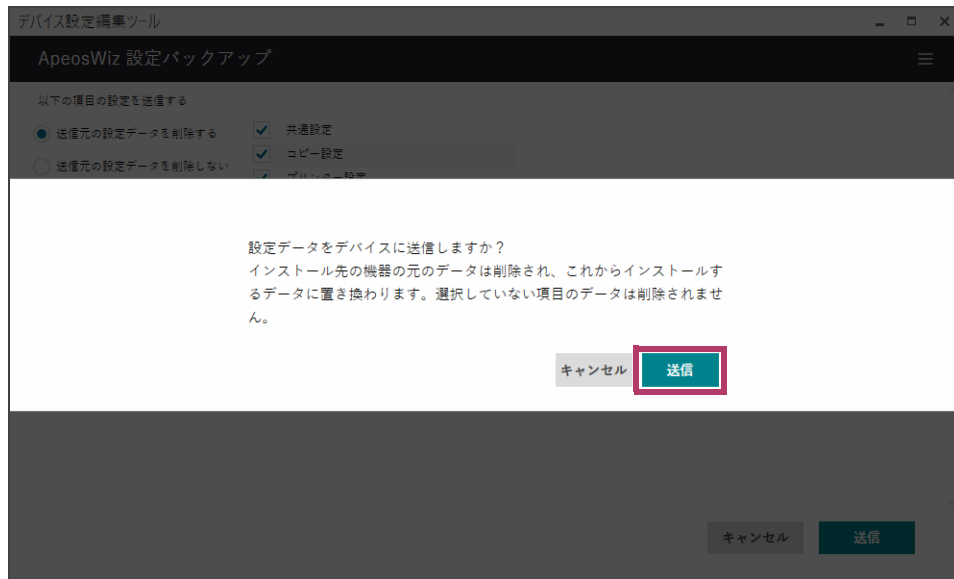 デバイス設定編集ツール
ApeosWiz 設定バックアップ
以下の項目の設定を送信する
送信元の設定データを削除する
共通設定
コピー設定
送信元の設定データを削除しない
プリンター設定
設定データをデバイスに送信しますか？
インストール先の機器の元のデータは削除され、これからインストールす
るデータに置き換わります。選択していない項目のデータは削除されませ
ん。
キャンセル
送信
キャンセル
送信